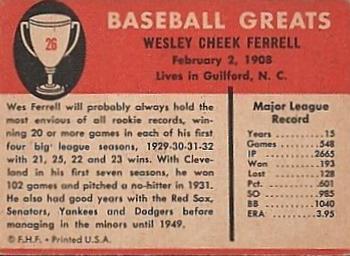 BASEBALL GREATS
26
WESLEY CHEEK FERRELL
February 2, 1908
Lives in Guilford, N. C.
Wes Ferrell will probably always hold the
most envious of all rookie records, win-
ning 20 or more games in each of his first
four 'big' league seasons, 1929-30-31-32
with 21, 25, 22 and 23 wins. With Cleve-
land in his first seven seasons, he won
102 games and pitched a no-hitter in 1931.
He also had good years with the Red Sox,
Senators, Yankees and Dodgers before
managing in the minors until 1949.
© F.H.F. • Printed U.S.A.
Major League
Record
Years ---- 15
Games ---- 548
IP ---- 2665
Won ---- 193
Lost ---- 128
Pct. ---- .601
SO ---- 985
BB ---- 1040
ERA ---- 3.95